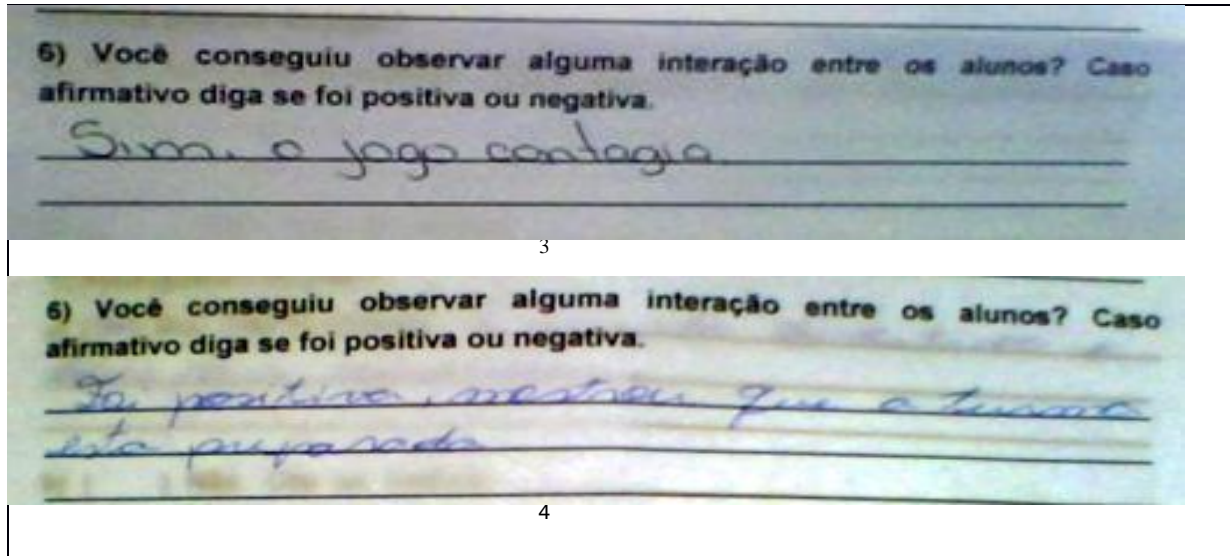 6) Você conseguiu observar alguma interação entre os alunos? Caso
afirmativo diga se foi positiva ou negativa.
Sim, o jogo contagia.
3
6) Você conseguiu observar alguma interação entre os alunos? Caso
afirmativo diga se foi positiva ou negativa.
Foi positiva, mostrou que a turma
esta preparada
4